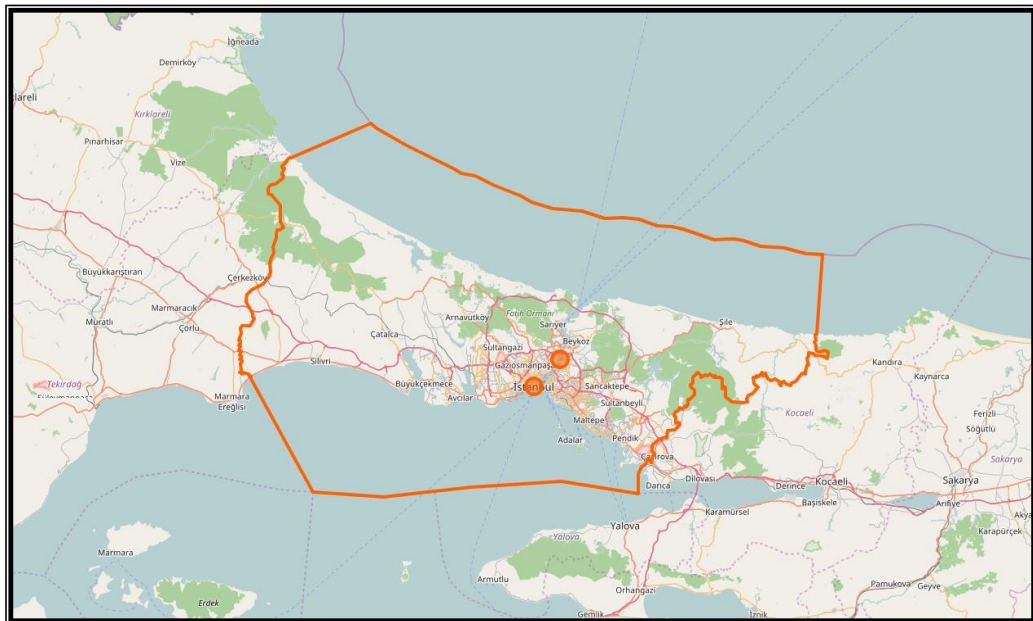 İğneada
Demirköy
Kırklareli
Pınarhisar
Vize
Büyükkarıştıran
Çerkezköy
Marmaracık
Muratlı
Çorlu
Tekirdağ
Silivri
Çatalca
Arnavutköy
Fatih Ormanı
Sarıyer
Beykoz
Şile
Sultangazi
Gaziosmanpaşa
İstanbul
Sancaktepe
Sultanbeyli
Büyükçekmece
Avcılar
Marmara
Ereğlisi
Maltepe
Adalar
Pendik
Çayırova
Darıca
Dilovası
Kandıra
Kaynarca
Kocaeli
Ferizli
Söğütlü
Sakarya
Derince
Kocaeli
Başiskele
Sakarya
Arifiye
Karapürçek
Karamürsel
Yalova
Yalova
Marmara
Erdek
Armutlu
Orhangazi
Gemlik
İznik
Pamukova
Geyve